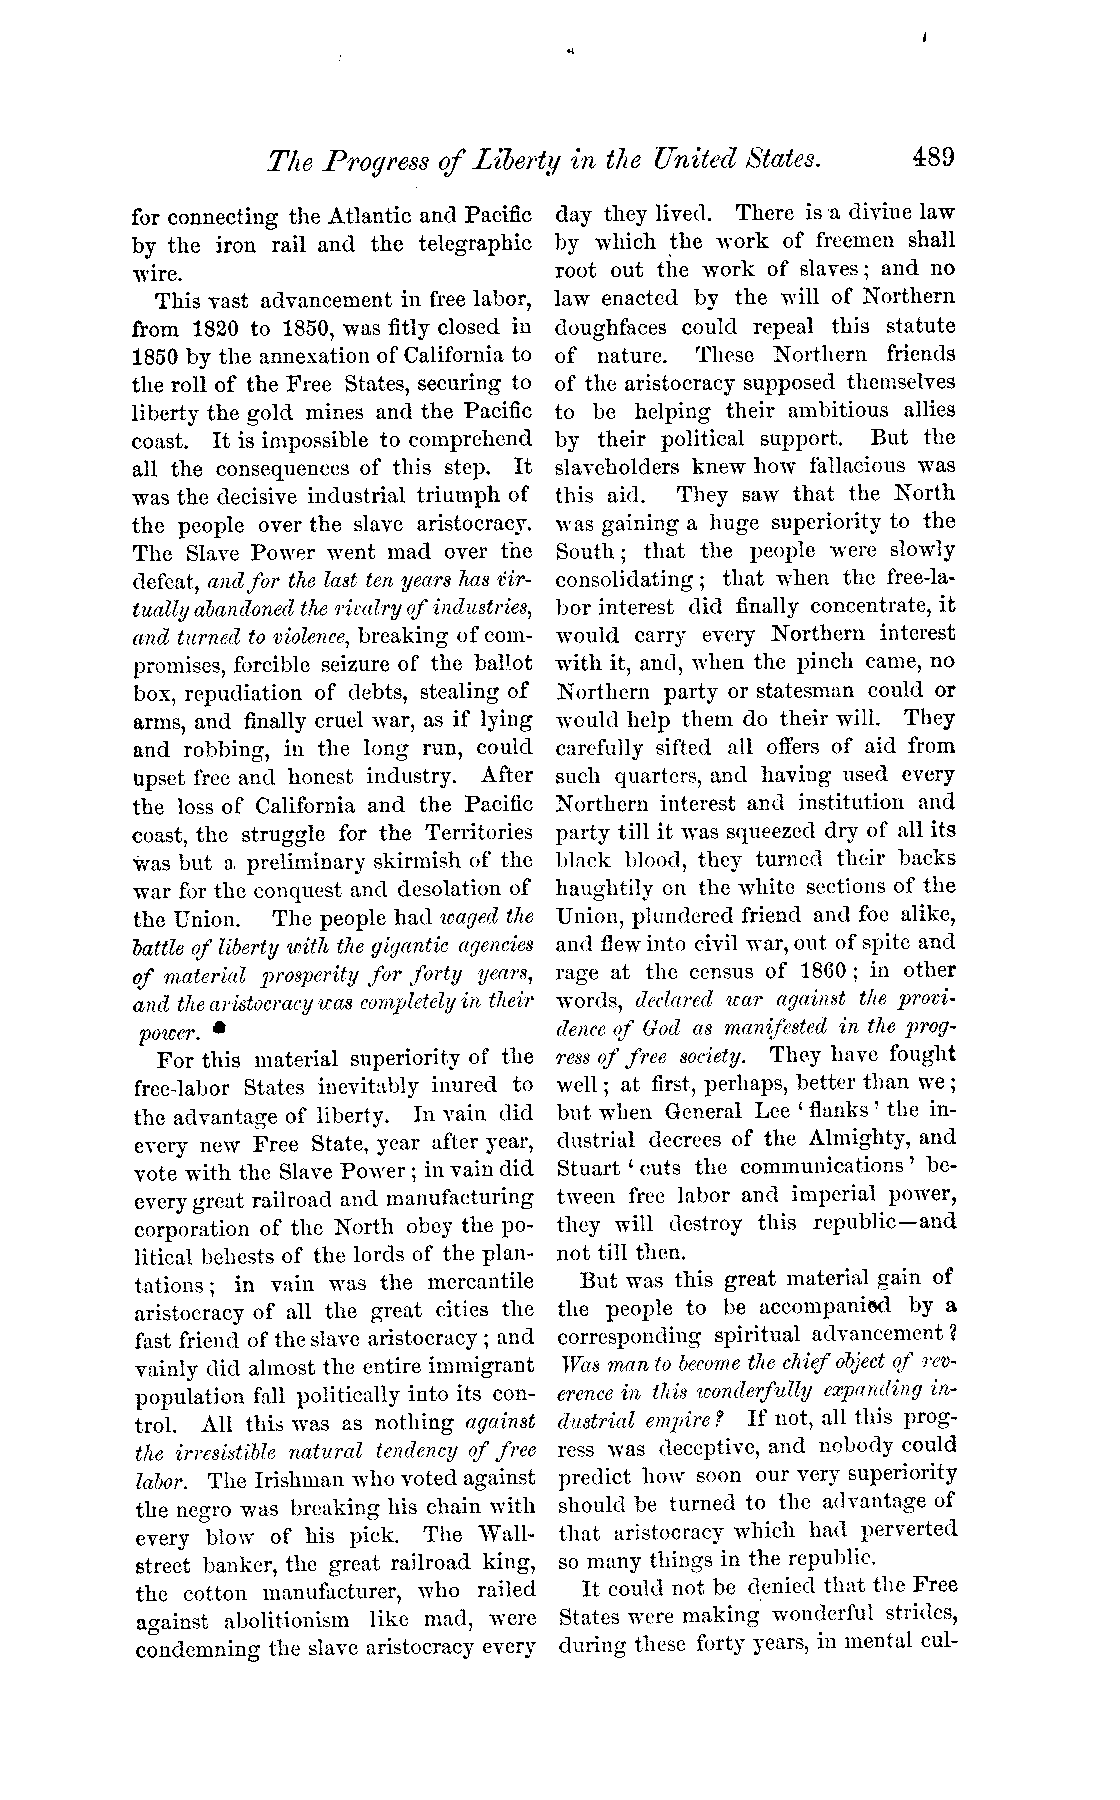 The Progress of Liberty in the United States. 489
for connecting the Atlantic and Pacific
by the iron rail and the telegraphic
wire.
This vast advancement in free labor,
from 1820 to 1850, was fitly closed in
1850 by the annexation of California to
the roll of the Free States, securing to
liberty the gold mines and the Pacific
coast. It is impossible to comprehend
all the consequences of this step. It
was the decisive industrial triumph of
the people over the slave aristocracy.
The Slave Power went mad over the
defeat, and for the last ten years has vir-
tually abandoned the rivalry of industries,
and turned to violence, breaking of com-
promises, forcible seizure of the ballot
box, repudiation of debts, stealing of
arms, and finally cruel war, as if lying
and robbing, in the long run, could
upset free and honest industry. After
the loss of California and the Pacific
coast, the struggle for the Territories
was but a preliminary skirmish of the
war for the conquest and desolation of
the Union. The people had waged the
battle of liberty with the gigantic agencies
of material prosperity for forty years,
and the aristocracy was completely in their
power.
For this material superiority of the
free-labor States inevitably inured to
the advantage of liberty. In vain did
every new Free State, year after year,
vote with the Slave Power; in vain did
every great railroad and manufacturing
corporation of the North obey the po-
litical behests of the lords of the plan-
tations; in vain was the mercantile
aristocracy of all the great cities the
fast friend of the slave aristocracy; and
vainly did almost the entire immigrant
population fall politically into its con-
trol. All this was as nothing against
the irresistible natural tendency of free
labor. The Irishman who voted against
the negro was breaking his chain with
every blow of his pick. The Wall-
street banker, the great railroad king,
the cotton manufacturer, who railed
against abolitionism like mad, were
condemning the slave aristocracy every
day they lived. There is a divine law
by which the work of freemen shall
root out the work of slaves; and no
law enacted by the will of Northern
doughfaces could repeal this statute
of nature. These Northern friends
of the aristocracy supposed themselves
to be helping their ambitious allies
by their political support. But the
slaveholders knew how fallacious was
this aid. They saw that the North
was gaining a huge superiority to the
South; that the people were slowly
consolidating; that when the free-la-
bor interest did finally concentrate, it
would carry every Northern interest
with it, and, when the pinch came, no
Northern party or statesman could or
would help them do their will. They
carefully sifted all offers of aid from
such quarters, and having used every
Northern interest and institution and
party till it was squeezed dry of all its
black blood, they turned their backs
haughtily on the white sections of the
Union, plundered friend and foe alike,
and flew into civil war, out of spite and
rage at the census of 1860; in other
words, declared war against the provi-
dence of God as manifested in the prog-
ress of free society. They have fought
well; at first, perhaps, better than we;
but when General Lee 'flanks' the in-
dustrial decrees of the Almighty, and
Stuart 'cuts the communications' be-
tween free labor and imperial power,
they will destroy this republic—and
not till then.
But was this great material gain of
the people to be accompanied by a
corresponding spiritual advancement?
Was man to become the chief object of rev-
erence in this wonderfully expanding in-
dustrial empire? If not, all this prog-
ress was deceptive, and nobody could
predict how soon our very superiority
should be turned to the advantage of
that aristocracy which had perverted
so many things in the republic.
It could not be denied that the Free
States were making wonderful strides,
during these forty years, in mental cul-